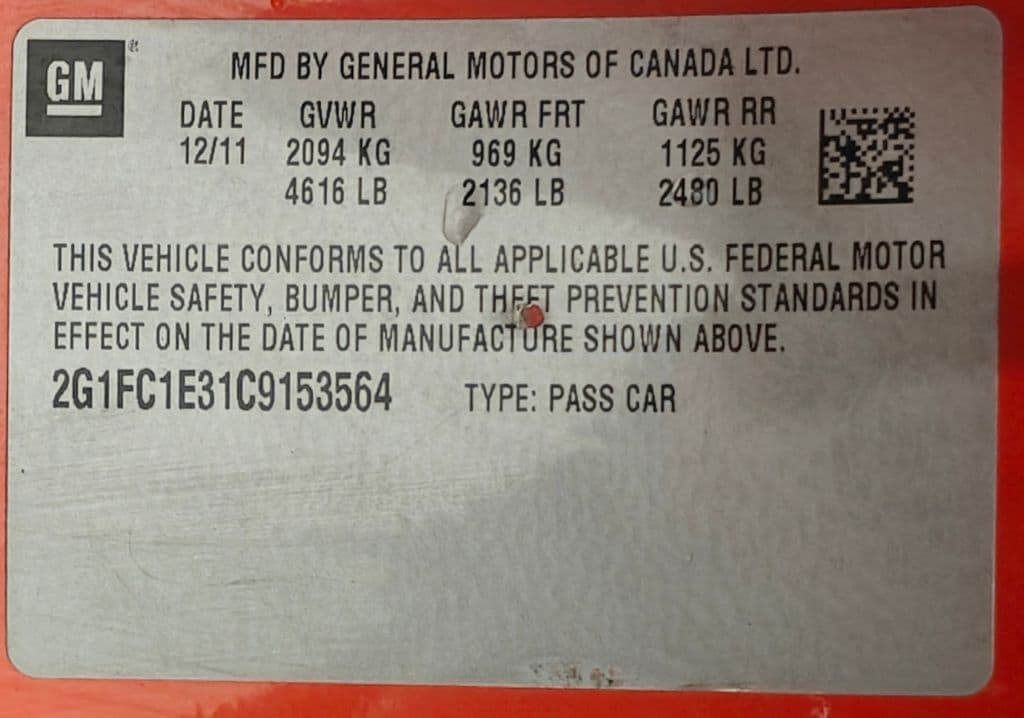 GM
MFD BY GENERAL MOTORS OF CANADA LTD.
DATE GVWR GAWR FRT GAWR RR
12/11 2094 KG 969 KG 1125 KG
4616 LB 2136 LB 2480 LB
THIS VEHICLE CONFORMS TO ALL APPLICABLE U.S. FEDERAL MOTOR
VEHICLE SAFETY, BUMPER, AND THEFT PREVENTION STANDARDS IN
EFFECT ON THE DATE OF MANUFACTURE SHOWN ABOVE.
2G1FC1E31C9153564 TYPE: PASS CAR